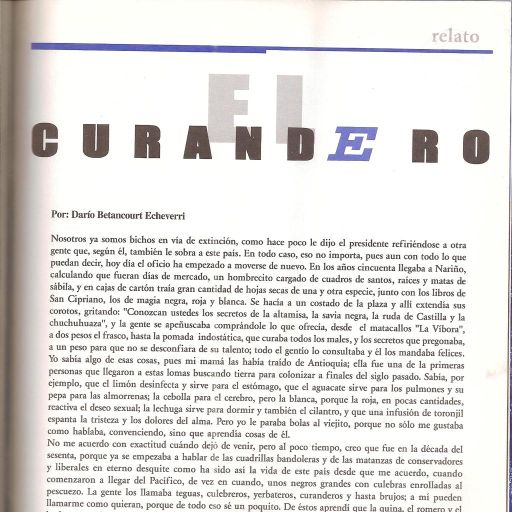 relato
El
CURANDERO
Por: Darío Betancourt Echeverri
Nosotros ya somos bichos en vía de extinción, como hace poco le dijo el presidente refiriéndose a otra
gente que, según él, también le sobra a este país. En todo caso, eso no importa, pues aun con todo lo que
puedan decir, hoy día el oficio ha empezado a moverse de nuevo. En los años cincuenta llegaba a Nariño,
calculando que fueran días de mercado, un hombrecito cargado de cuadros de santos, raíces y matas de
sábila, y en cajas de cartón traía gran cantidad de hojas secas de una y otra especie, junto con los libros de
San Cipriano, los de magia negra, roja y blanca. Se hacía a un costado de la plaza y allí extendía sus
corotos, gritando: "Conozcan ustedes los secretos de la altamisa, la savia negra, la ruda de Castilla y la
chuchuhuaza", y la gente se apeñuscaba comprándole lo que ofrecía, desde el matacallos "La Víbora",
a dos pesos el frasco, hasta la pomada indostática, que curaba todos los males, y los secretos que pregonaba,
a un peso para que no se desconfiara de su talento; todo el gentío lo consultaba y él los mandaba felices.
Yo sabía algo de esas cosas, pues mi mamá las había traído de Antioquia; ella fue una de la primeras
personas que llegaron a estas lomas buscando tierra para colonizar a finales del siglo pasado. Sabía, por
ejemplo, que el limón desinfecta y sirve para el estómago, que el aguacate sirve para los pulmones y su
pepa para las almorrenas; la cebolla para el cerebro, pero la blanca, porque la roja, en pocas cantidades,
reactiva el deseo sexual; la lechuga sirve para dormir y también el cilantro, y que una infusión de toronjil
espanta la tristeza y los dolores del alma. Pero yo le paraba bolas al viejito, porque no sólo me gustaba
como hablaba, convenciendo, sino que aprendía cosas de él.
No me acuerdo con exactitud cuándo dejó de venir, pero al poco tiempo, creo que fue en la década del
sesenta, porque ya se empezaba a hablar de las cuadrillas bandoleras y de las matanzas de conservadores
y liberales en eterno desquite como ha sido así la vida de este país desde que me acuerdo, cuando
comenzaron a llegar del Pacífico, de vez en cuando, unos negros grandes con culebras enrolladas al
pescuezo. La gente los llamaba teguas, culebreros, yerbateros, curanderos y hasta brujos; a mí pueden
llamarme como quieran, porque de todo eso sé un poquito. De éstos aprendí que la quina, el romero y el